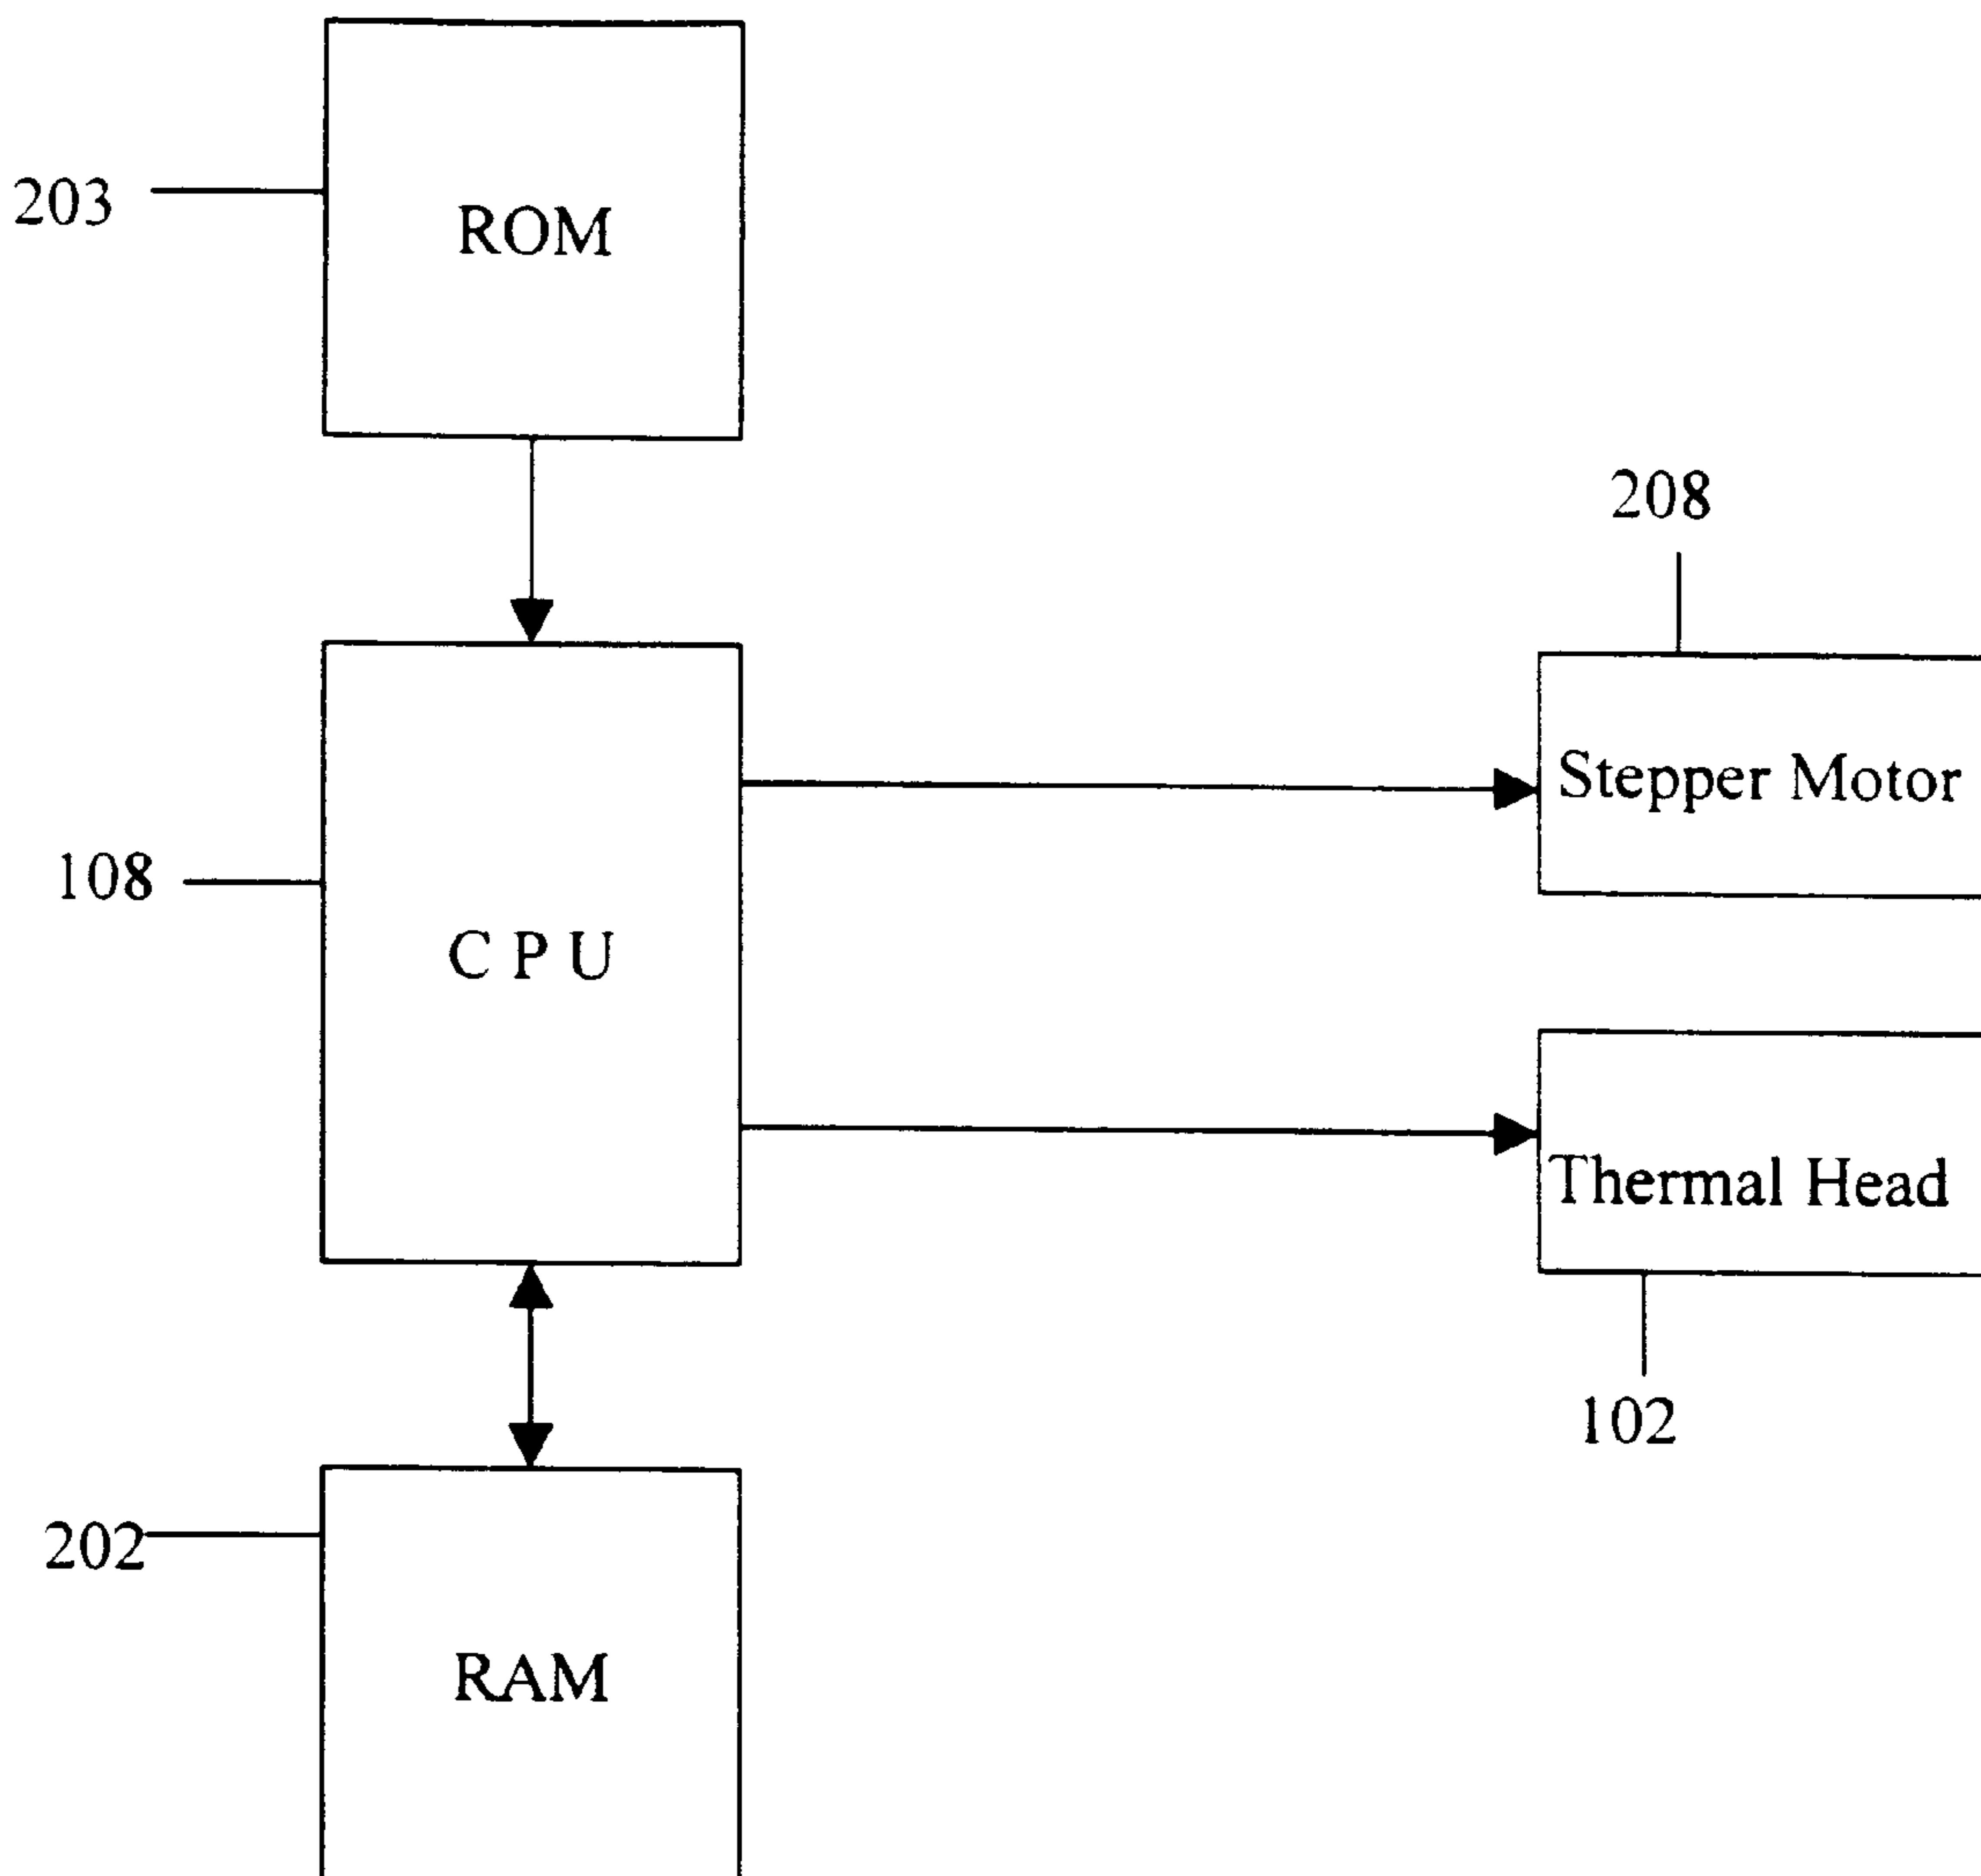 203
ROM
208
Stepper Motor
108
C P U
Thermal Head
102
202
RAM